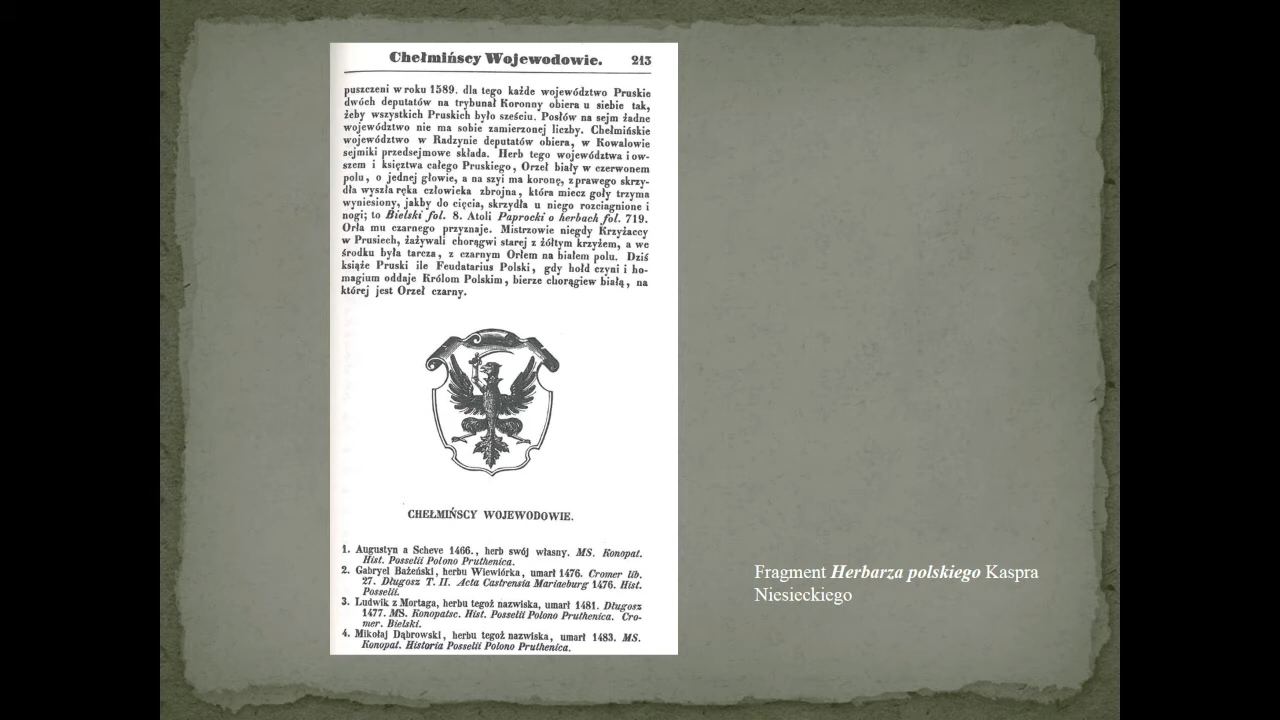 Chełmińscy Wojewodowie. 213
puszczeni w roku 1589. dla tego każde województwo Pruskie
dwóch deputatów na trybunał Koronny obiera u siebie tak,
żeby wszystkich Pruskich było sześciu. Posłów na sejm żadne
województwo nie ma sobie zamierzonej liczby. Chełmińskie
województwo w Radzynie deputatów obiera, w Kowalowie
sejmiki przedsejmowe składa. Herb tego województwa i ow-
szem i księztwa całego Pruskiego, Orzeł biały w czerwonem
polu, o jednej głowie, a na szyi ma koronę, z prawego skrzy-
dła wyszła ręka człowieka zbrojna, która miecz goły trzyma
wyniesiony, jakby do cięcia, skrzydła u niego rozciągnione i
nogi; to Bielski fol. 8. Atoli Paprocki o herbach fol. 719.
Orła mu czarnego przyznaje. Mistrzowie niegdy Krzyżaccy
w Prusiech, zażywali chorągwi starej z żółtym krzyżem, a we
środku była tarcza, z czarnym Orłem na białem polu. Dziś
książe Pruski ile Feudatarius Polski, gdy hołd czyni i ho-
magium oddaje Królom Polskim, bierze chorągiew białą, na
której jest Orzeł czarny.
CHEŁMIŃSCY WOJEWODOWIE.
1. Augustyn a Scheve 1466., herb swój własny. MS. Konopat.
Hist. Posselii Polono Pruthenica.
2. Gabryel Bażeński, herbu Wiewiórka, umarł 1476. Cromer lib.
27. Długosz T. II. Acta Castrensia Mariaeburg 1476. Hist.
Posselii.
3. Ludwik z Mortaga, herbu tegoż nazwiska, umarł 1481. Długosz
1477. MS. Konopatsc. Hist. Posselii Polono Pruthenica. Cro-
mer. Bielski.
4. Mikołaj Dąbrowski, herbu tegoż nazwiska, umarł 1483. MS.
Konopat. Historia Posselii Polono Pruthenica.
Fragment Herbarza polskiego Kaspra
Niesieckiego